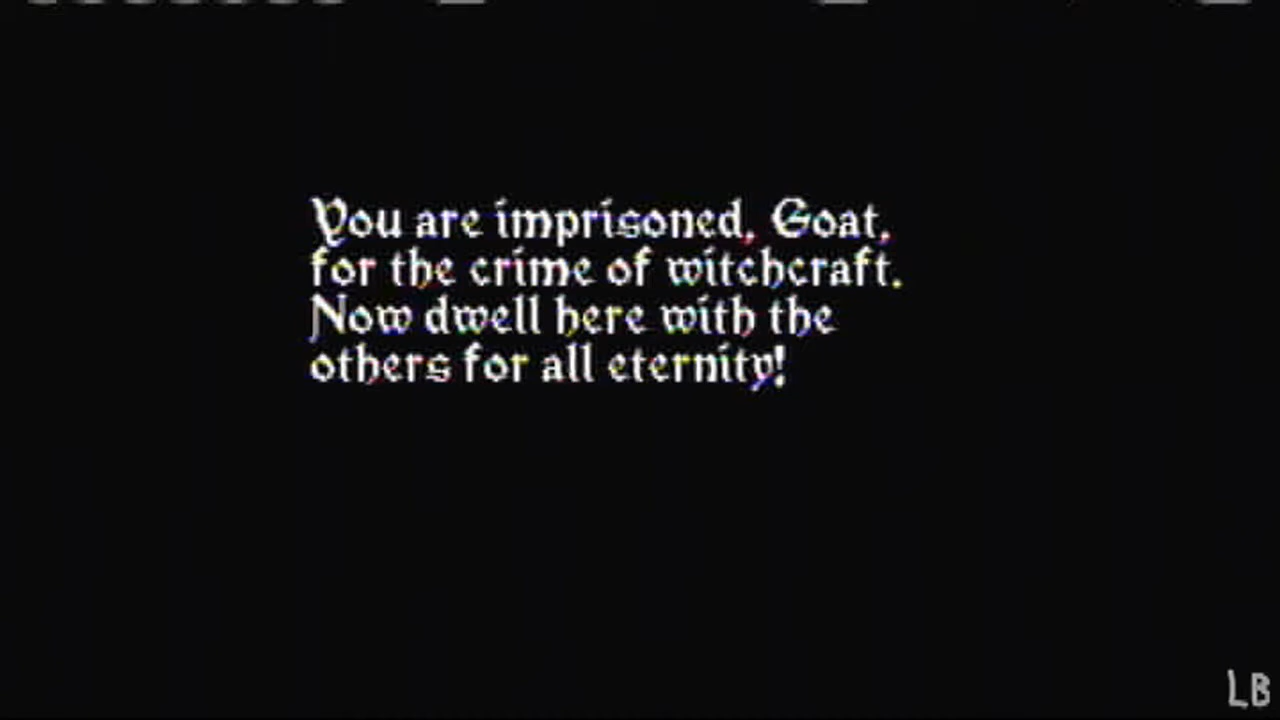 You are imprisoned, Goat,
for the crime of witchcraft.
Now dwell here with the
others for all eternity!
LB